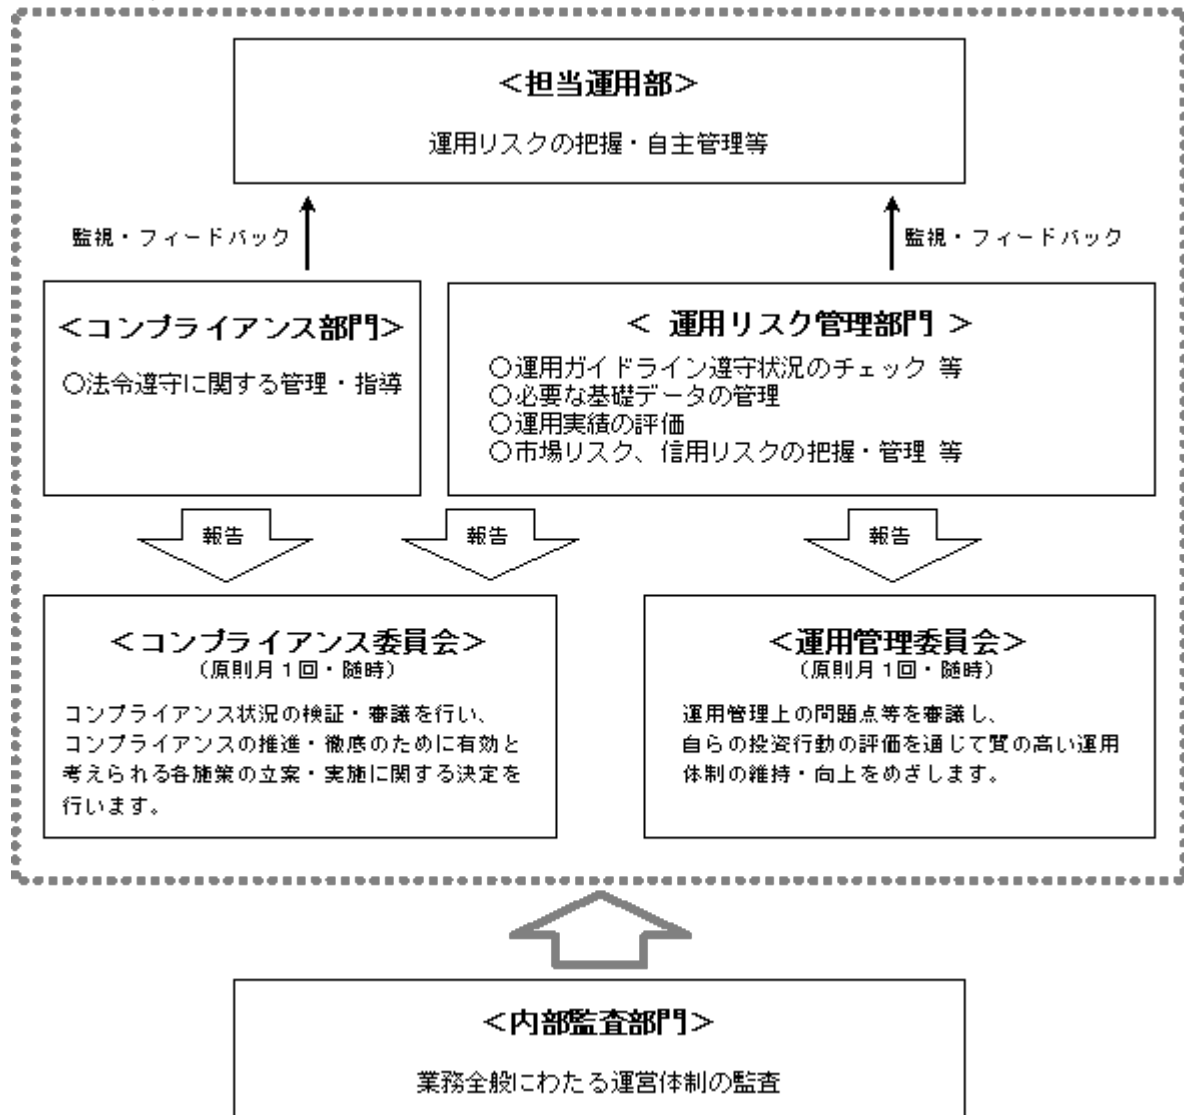 ＜担当運用部＞
運用リスクの把握・自主管理等
監視・フィードバック
監視・フィードバック
＜コンプライアンス部門＞
○法令遵守に関する管理・指導
＜ 運用リスク管理部門 ＞
○運用ガイドライン遵守状況のチェック 等
○必要な基礎データの管理
○運用実績の評価
○市場リスク、信用リスクの把握・管理 等
報告
報告
報告
＜コンプライアンス委員会＞
（原則月１回・随時）
コンプライアンス状況の検証・審議を行い、
コンプライアンスの推進・徹底のために有効と
考えられる各施策の立案・実施に関する決定を
行います。
＜運用管理委員会＞
（原則月１回・随時）
運用管理上の問題点等を審議し、
自らの投資行動の評価を通じて質の高い運用
体制の維持・向上をめざします。
＜内部監査部門＞
業務全般にわたる運営体制の監査